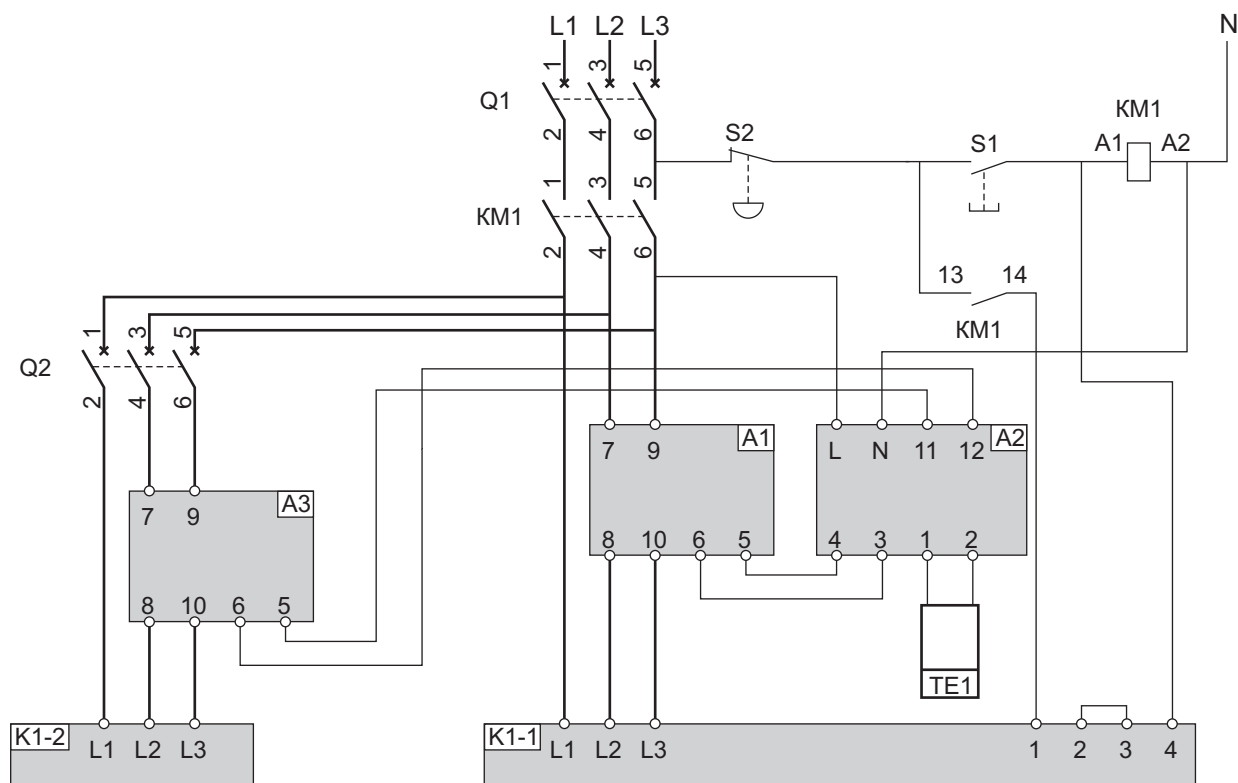 L1 L2 L3 N
1 3 5
Q1
2 4 6
S2 S1 KM1
A1 A2
1 3 5
KM1
2 4 6
13 14
KM1
1 3 5
Q2
2 4 6
7 9 A1
L N 11 12 A2
7 9 A3
8 10 6 5
4 3 1 2
8 10 6 5
TE1
K1-2 L1 L2 L3
K1-1 L1 L2 L3 1 2 3 4